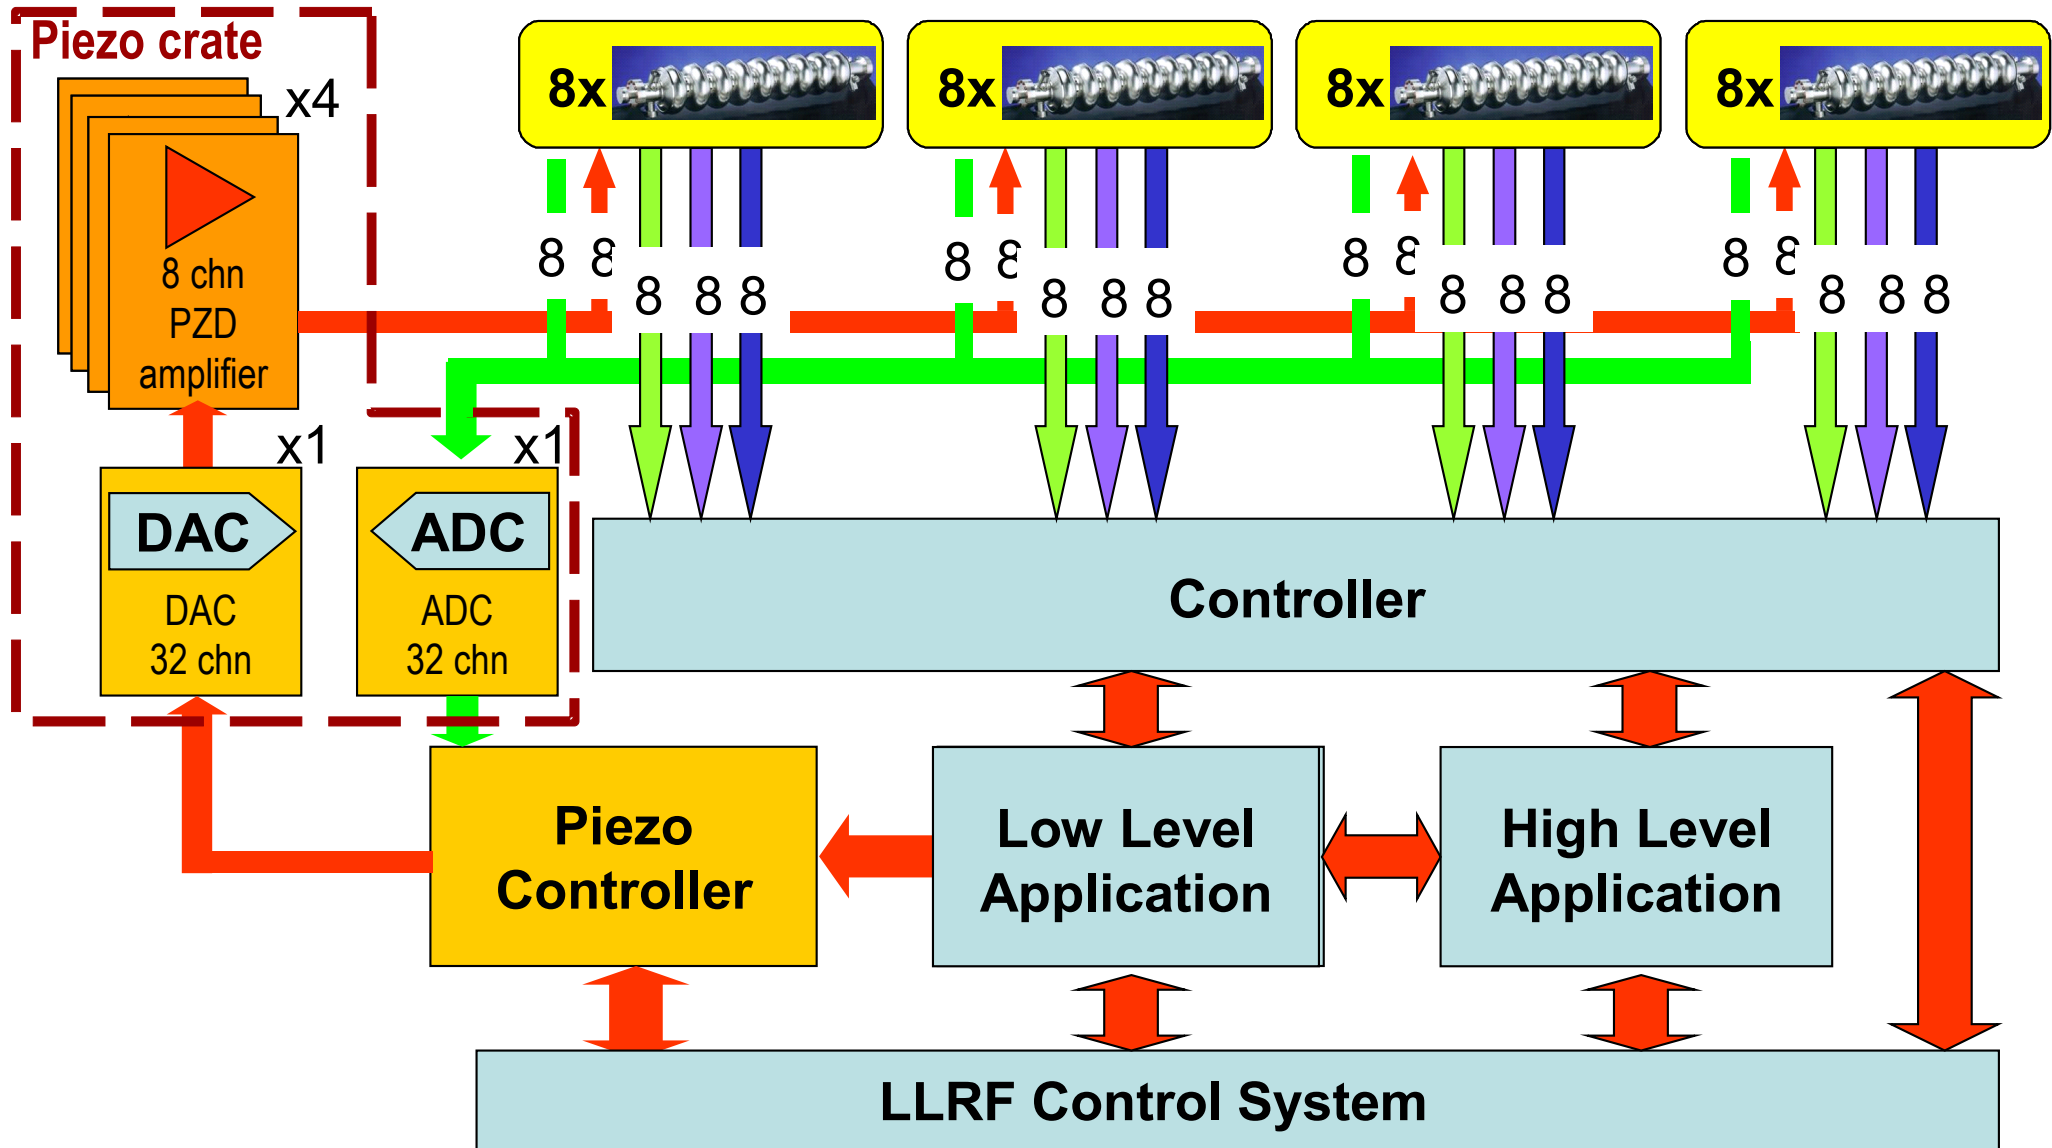 Piezo crate
x4
8 chn
PZD
amplifier
x1
x1
DAC
DAC
32 chn
ADC
ADC
32 chn
8x
8x
8x
8x
8 8 8 8 8
8 8 8 8 8
8 8 8 8 8
8 8 8 8 8
Controller
Piezo
Controller
Low Level
Application
High Level
Application
LLRF Control System